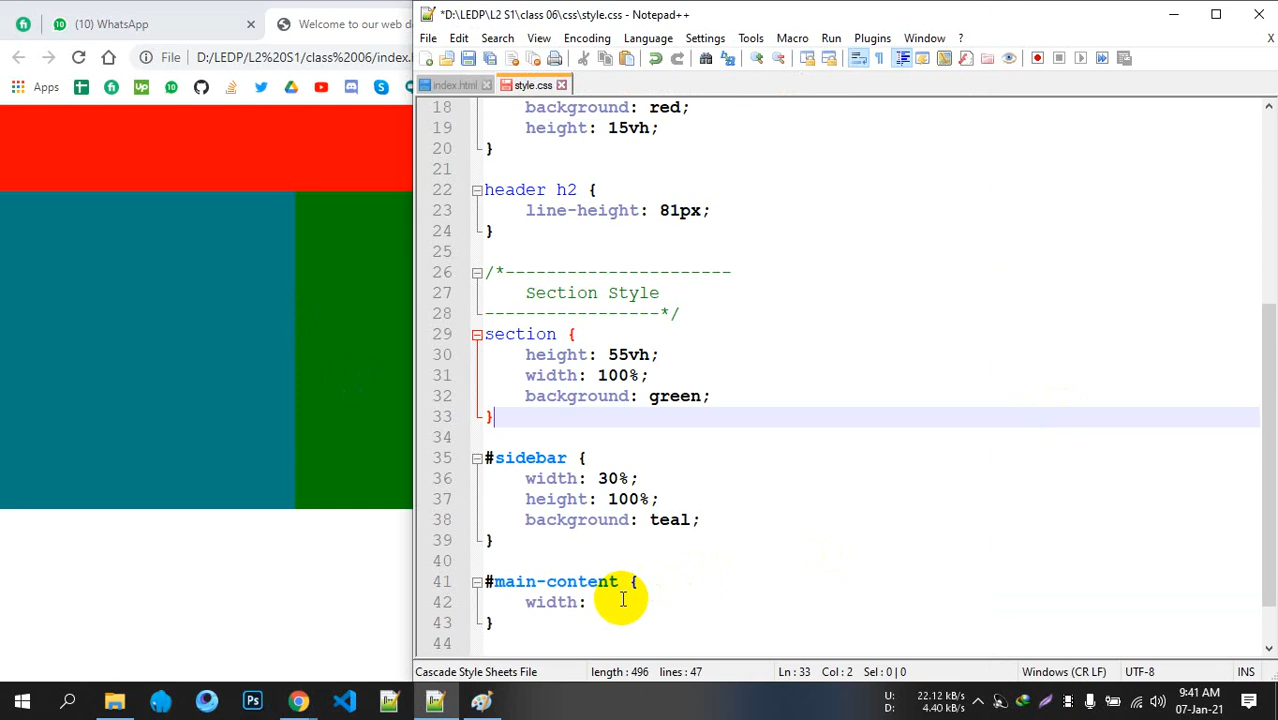 WhatsApp
Welcome to our web d
File
D:/LEDP/L2%20S1/class%2006/index.
Apps
*D:\LEDP\L2 S1\class 06\css\style.css - Notepad++
File Edit Search View Encoding Language Settings Tools Macro Run Plugins Window ? X
index.html style.css
18 background: red;
19 height: 15vh;
20 }
21
22 header h2 {
23 line-height: 81px;
24 }
25
26 /*----------------------
27 Section Style
28 -----------------*/
29 section {
30 height: 55vh;
31 width: 100%;
32 background: green;
33 }
34
35 #sidebar {
36 width: 30%;
37 height: 100%;
38 background: teal;
39 }
40
41 #main-content {
42 width:
43 }
44
Cascade Style Sheets File length : 496 lines : 47 Ln : 33 Col : 2 Sel : 0 | 0 Windows (CR LF) UTF-8 INS
U: 22.12 kB/s
D: 4.40 kB/s
9:41 AM
07-Jan-21